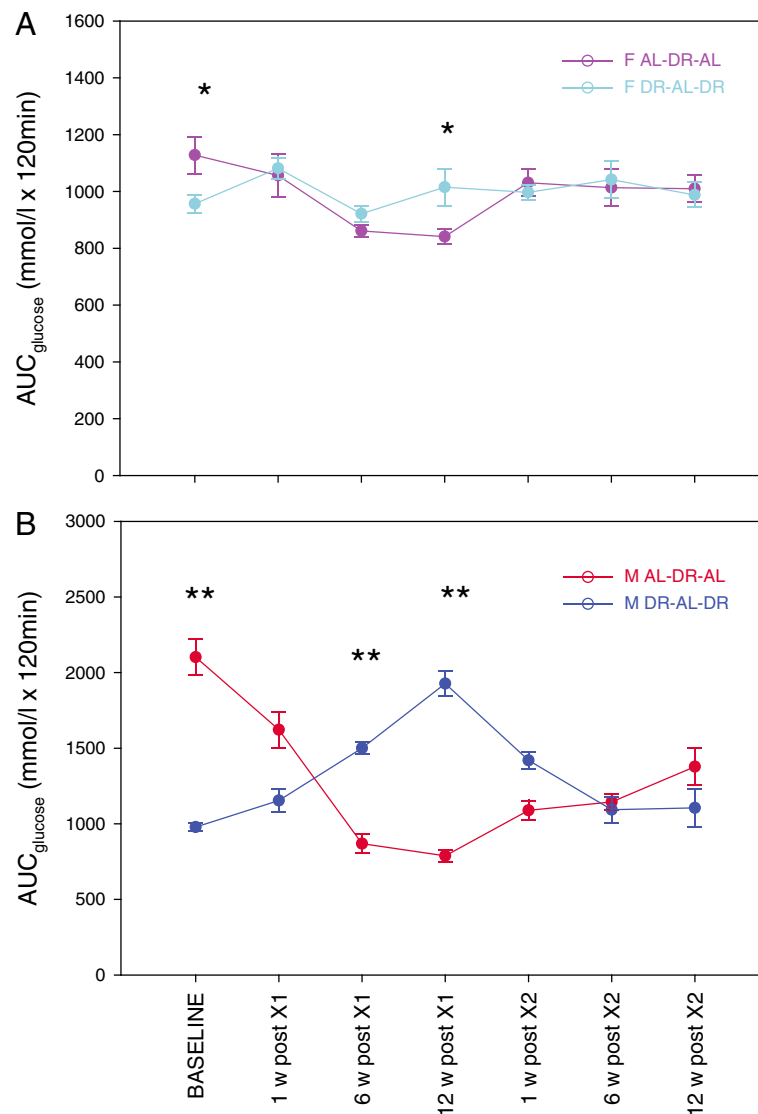 A
1600
1400
1200
1000
800
600
400
200
0
AUCglucose (mmol/l x 120min)
F AL-DR-AL
F DR-AL-DR
*
*
B
3000
2500
2000
1500
1000
500
0
AUCglucose (mmol/l x 120min)
M AL-DR-AL
M DR-AL-DR
**
**
**
BASELINE
1 w post X1
6 w post X1
12 w post X1
1 w post X2
6 w post X2
12 w post X2